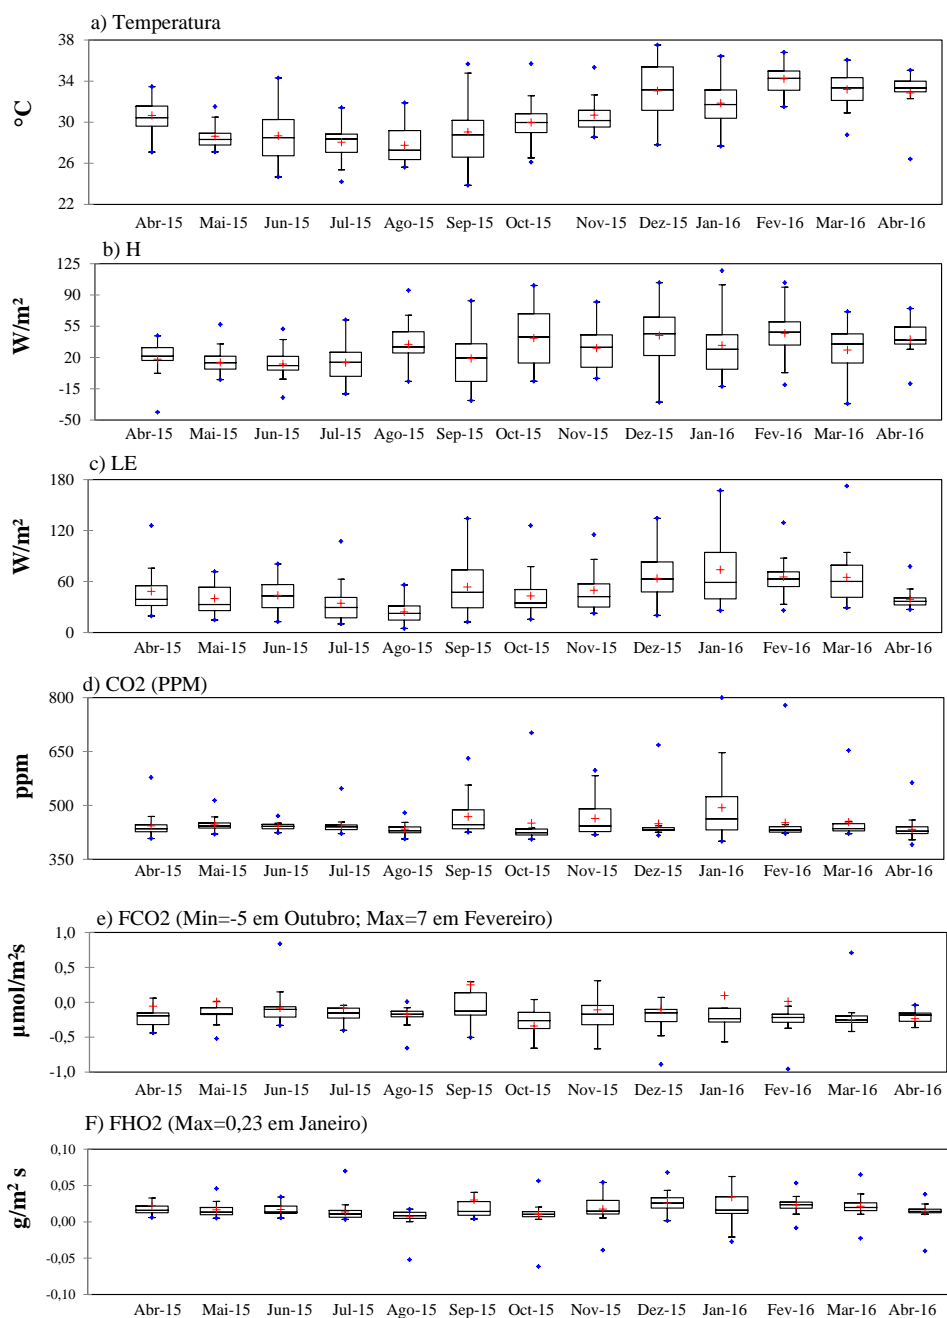 a) Temperatura
38
34
30
26
22
°C
Abr-15 Mai-15 Jun-15 Jul-15 Ago-15 Sep-15 Oct-15 Nov-15 Dez-15 Jan-16 Fev-16 Mar-16 Abr-16
b) H
125
90
55
20
-15
-50
W/m²
Abr-15 Mai-15 Jun-15 Jul-15 Ago-15 Sep-15 Oct-15 Nov-15 Dez-15 Jan-16 Fev-16 Mar-16 Abr-16
c) LE
180
120
60
0
W/m²
Abr-15 Mai-15 Jun-15 Jul-15 Ago-15 Sep-15 Oct-15 Nov-15 Dez-15 Jan-16 Fev-16 Mar-16 Abr-16
d) CO2 (PPM)
800
650
500
350
ppm
Abr-15 Mai-15 Jun-15 Jul-15 Ago-15 Sep-15 Oct-15 Nov-15 Dez-15 Jan-16 Fev-16 Mar-16 Abr-16
e) FCO2 (Min=-5 em Outubro; Max=7 em Fevereiro)
1,0
0,5
0,0
-0,5
-1,0
µmol/m²s
Abr-15 Mai-15 Jun-15 Jul-15 Ago-15 Sep-15 Oct-15 Nov-15 Dez-15 Jan-16 Fev-16 Mar-16 Abr-16
F) FHO2 (Max=0,23 em Janeiro)
0,10
0,05
0,00
-0,05
-0,10
g/m² s
Abr-15 Mai-15 Jun-15 Jul-15 Ago-15 Sep-15 Oct-15 Nov-15 Dez-15 Jan-16 Fev-16 Mar-16 Abr-16